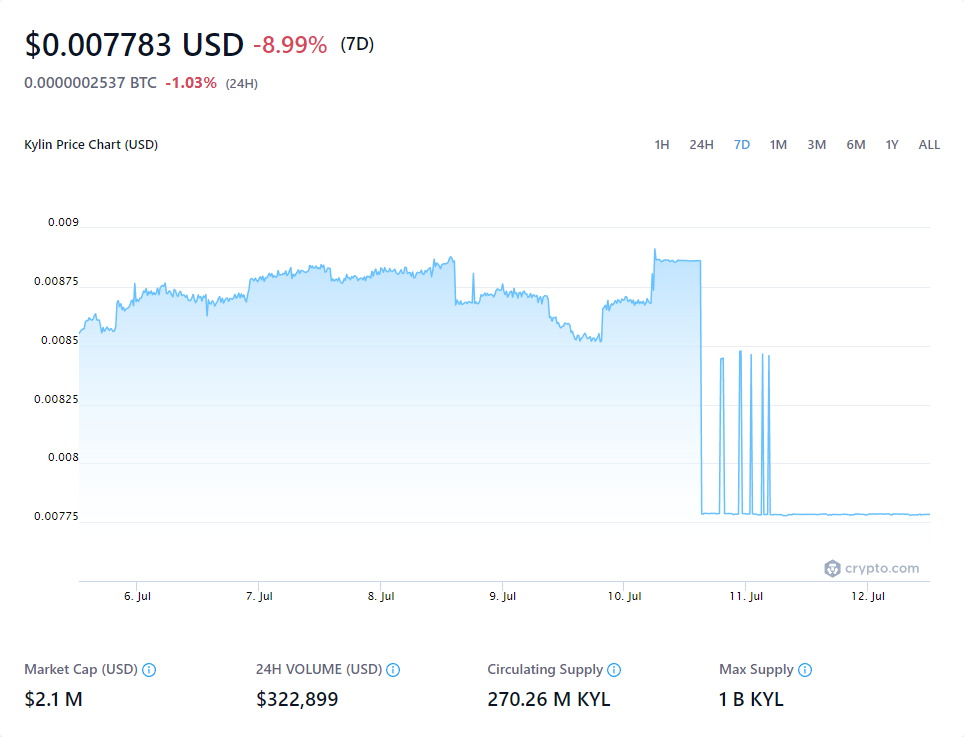 $0.007783 USD -8.99% (7D)
0.0000002537 BTC -1.03% (24H)
Kylin Price Chart (USD) 1H 24H 7D 1M 3M 6M 1Y ALL
0.009
0.00875
0.0085
0.00825
0.008
0.00775
crypto.com
6. Jul 7. Jul 8. Jul 9. Jul 10. Jul 11. Jul 12. Jul
Market Cap (USD) 24H VOLUME (USD) Circulating Supply Max Supply
$2.1 M $322,899 270.26 M KYL 1 B KYL